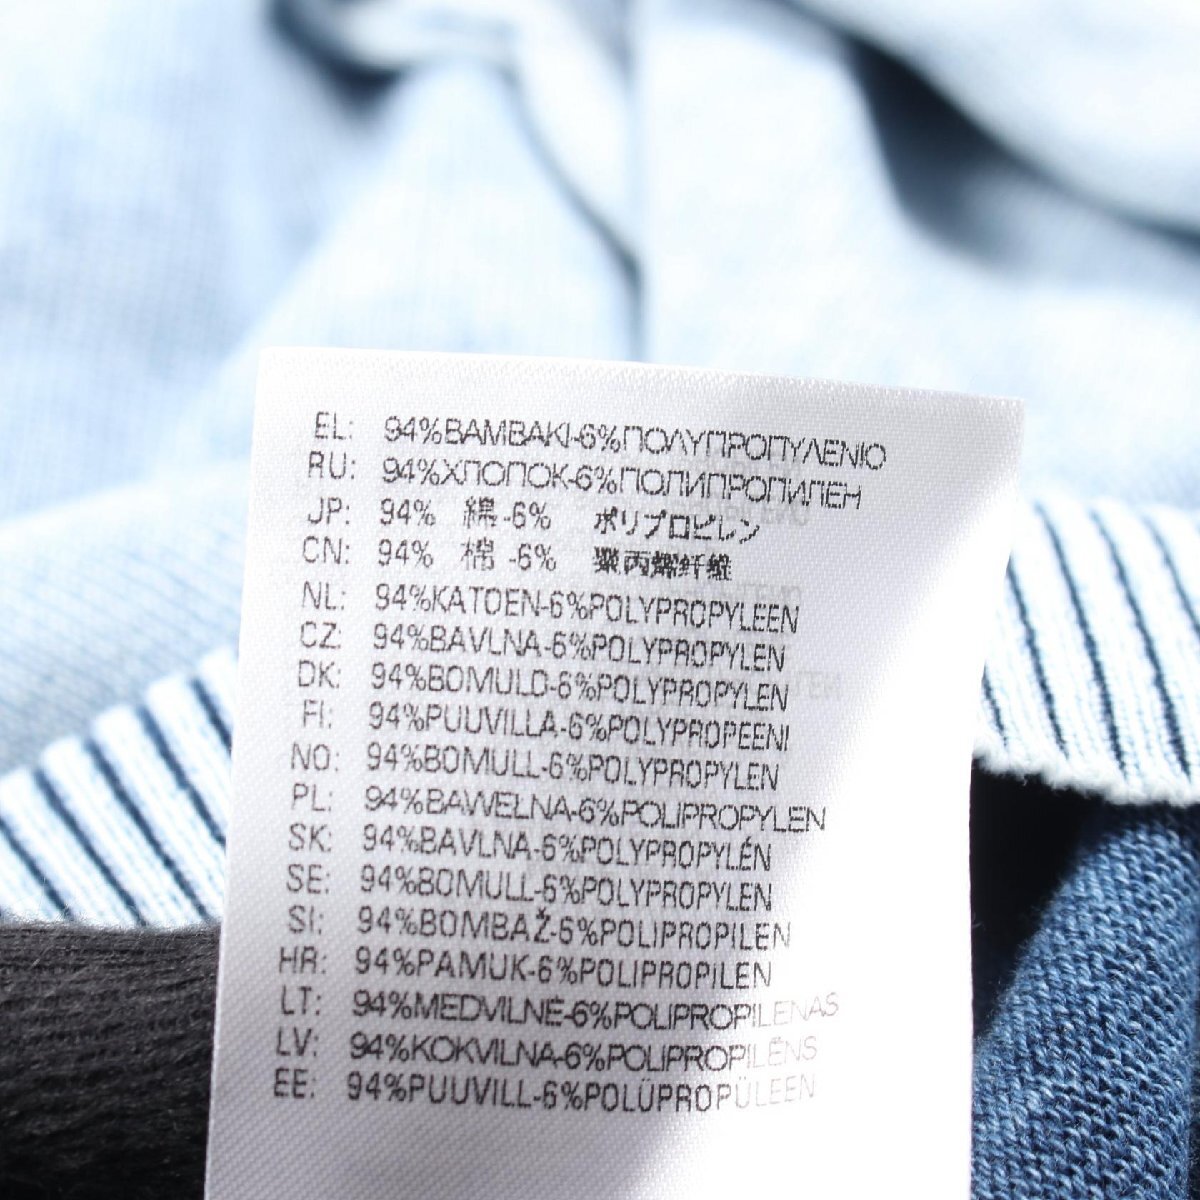 EL: 94%ΒΑΜΒΑΚΙ-6%ΠΟΛΥΠΡΟΠΥΛΕΝΙΟ
RU: 94%ХЛОПОК-6%ПОЛИПРОПИЛЕН
JP: 94% 綿-6% ポリプロピレン
CN: 94% 棉-6% 聚丙烯纤维
NL: 94%KATOEN-6%POLYPROPYLEEN
CZ: 94%BAVLNA-6%POLYPROPYLEN
DK: 94%BOMULD-6%POLYPROPYLEN
FI: 94%PUUVILLA-6%POLYPROPEENI
NO: 94%BOMULL-6%POLYPROPYLEN
PL: 94%BAWEŁNA-6%POLIPROPYLEN
SK: 94%BAVLNA-6%POLYPROPYLÉN
SE: 94%BOMULL-6%POLYPROPYLEN
SI: 94%BOMBAŽ-6%POLIPROPILEN
HR: 94%PAMUK-6%POLIPROPILEN
LT: 94%MEDVILNĖ-6%POLIPROPILENAS
LV: 94%KOKVILNA-6%POLIPROPILĒNS
EE: 94%PUUVILL-6%POLÜPROPÜLEEN